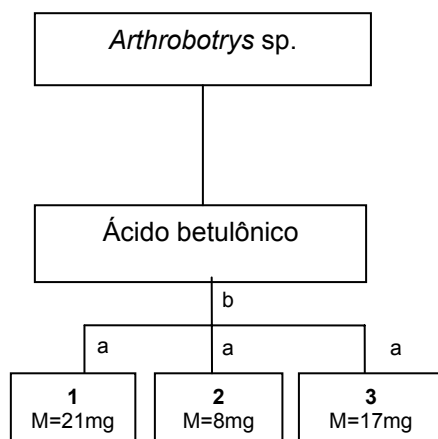 Arthrobotrys sp.
Ácido betulônico
b
a a a
1 2 3
M=21mg M=8mg M=17mg